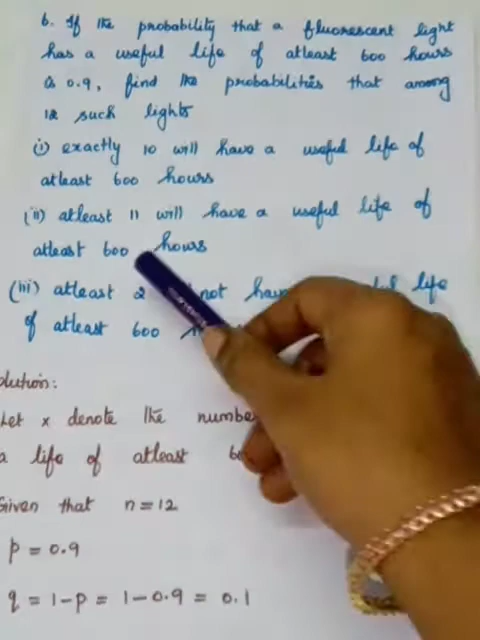 6. If the probability that a fluorescent light
has a useful life of atleast 600 hours
is 0.9, find the probabilities that among
12 such lights
(i) exactly 10 will have a useful life of
atleast 600 hours
(ii) atleast 11 will have a useful life of
atleast 600 hours
(iii) atleast 2 not life
of atleast 600
olution:
Let x denote the number
a life of atleast
Given that n=12
p = 0.9
q = 1-p = 1-0.9 = 0.1